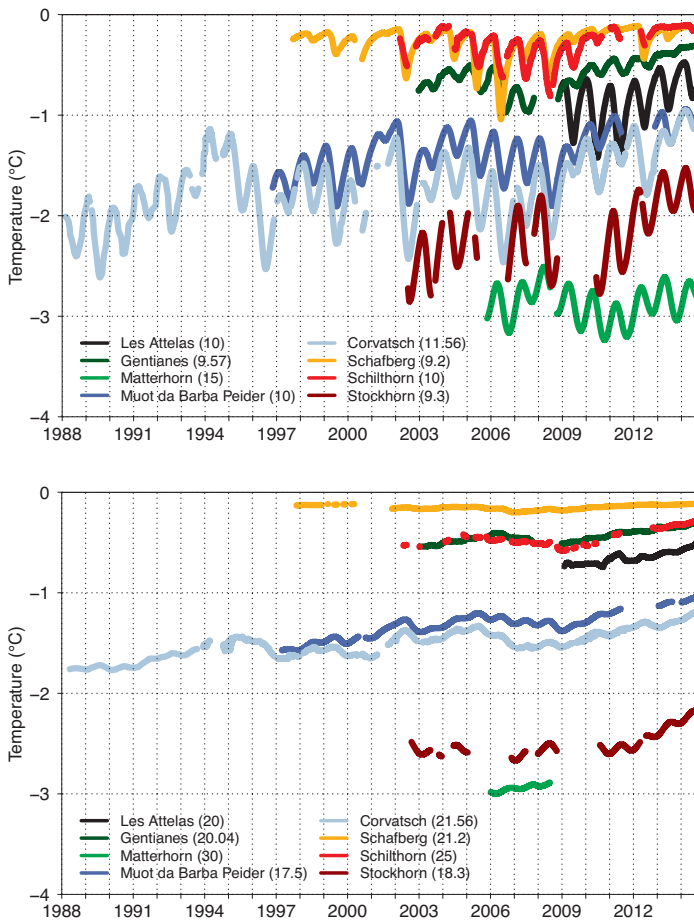 0
−1
−2
−3
−4
Temperature (°C)
Les Attelas (10)
Gentianes (9.57)
Matterhorn (15)
Muot da Barba Peider (10)
Corvatsch (11.56)
Schafberg (9.2)
Schilthorn (10)
Stockhorn (9.3)
1988 1991 1994 1997 2000 2003 2006 2009 2012
0
−1
−2
−3
−4
Temperature (°C)
Les Attelas (20)
Gentianes (20.04)
Matterhorn (30)
Muot da Barba Peider (17.5)
Corvatsch (21.56)
Schafberg (21.2)
Schilthorn (25)
Stockhorn (18.3)
1988 1991 1994 1997 2000 2003 2006 2009 2012